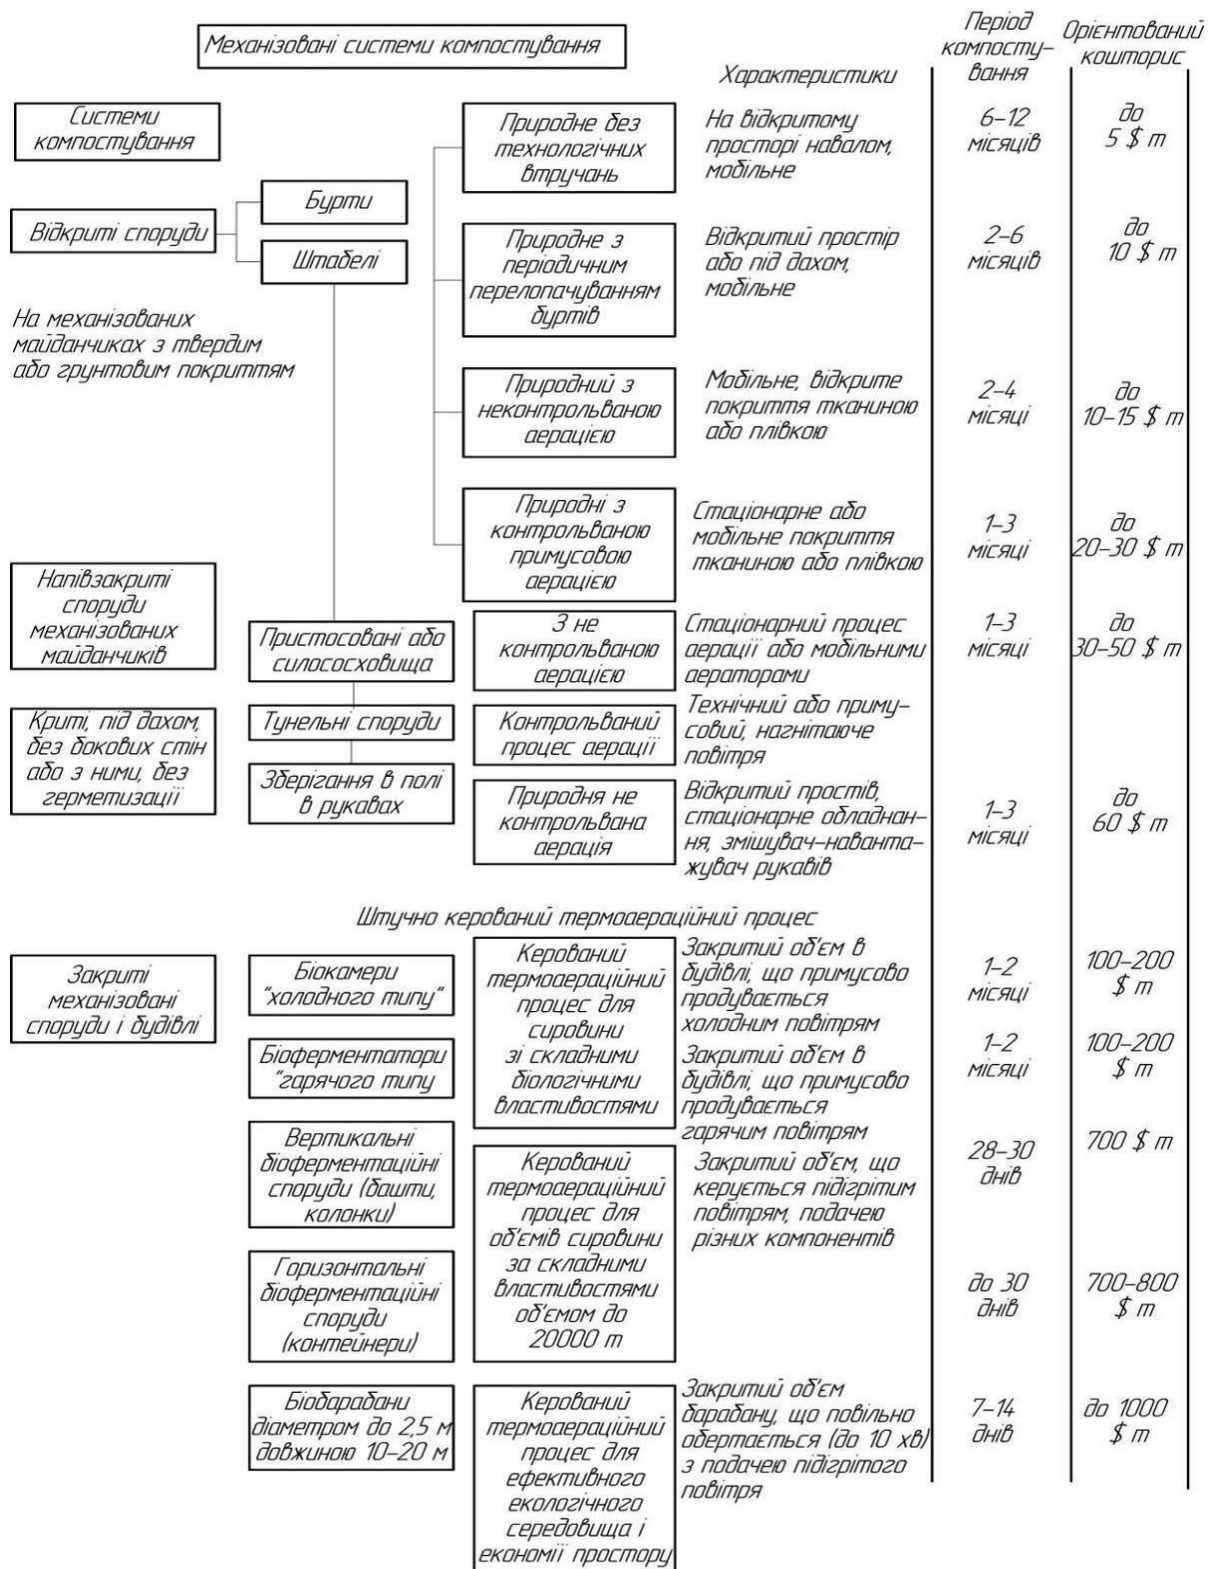 Механізовані системи компостування
Характеристики
Період
компосту-
вання
Орієнтований
кошторис
Системи
компостування
Відкриті споруди
Бурти
Штабелі
На механізованих
майданчиках з твердим
або грунтовим покриттям
Природне без
технологічних
втручань
На відкритому
просторі навалом,
мобільне
6-12
місяців
до
5 $ т
Природне з
періодичним
перелопачуванням
буртів
Відкритий простір
або під дахом,
мобільне
2-6
місяців
до
10 $ т
Природний з
неконтрольваною
аерацією
Мобільне, відкрите
покриття тканиною
або плівкою
2-4
місяці
до
10-15 $ т
Природні з
контрольваною
примусовою
аерацією
Стаціонарне або
мобільне покриття
тканиною або плівкою
1-3
місяці
до
20-30 $ т
Напівзакриті
споруди
механізованих
майданчиків
Пристосовані або
силососховища
З не
контрольваною
аерацією
Стаціонарний процес
аерації або мобільними
аераторами
1-3
місяці
до
30-50 $ т
Криті, під дахом,
без бокових стін
або з ними, без
герметизації
Тунельні споруди
Контрольваний
процес аерації
Технічний або приму-
совий, нагнітаюче
повітря
Зберігання в полі
в рукавах
Природня не
контрольвана
аерація
Відкритий простів,
стаціонарне обладнан-
ня, змішувач-наванта-
жувач рукавів
1-3
місяці
до
60 $ т
Штучно керований термоаераційний процес
Закриті
механізовані
споруди і будівлі
Біокамери
"холодного типу"
Керований
термоаераційний
процес для
сировини
зі складними
біологічними
властивостями
Закритий об'єм в
будівлі, що примусово
продувається
холодним повітрям
1-2
місяці
100-200
$ т
Біоферментатори
"гарячого типу
Закритий об'єм в
будівлі, що примусово
продувається
гарячим повітрям
1-2
місяці
100-200
$ т
Вертикальні
біоферментаційні
споруди (башти,
колонки)
Керований
термоаераційний
процес для
об'ємів сировини
за складними
властивостями
об'ємом до
20000 т
Закритий об'єм, що
керується підігрітим
повітрям, подачею
різних компонентів
28-30
днів
700 $ т
Горизонтальні
біоферментаційні
споруди
(контейнери)
до 30
днів
700-800
$ т
Біобарабани
діаметром до 2,5 м
довжиною 10-20 м
Керований
термоаераційний
процес для
ефективного
екологічного
середовища і
економії простору
Закритий об'єм
барабану, що повільно
обертається (до 10 хв)
з подачею підігрітого
повітря
7-14
днів
до 1000
$ т